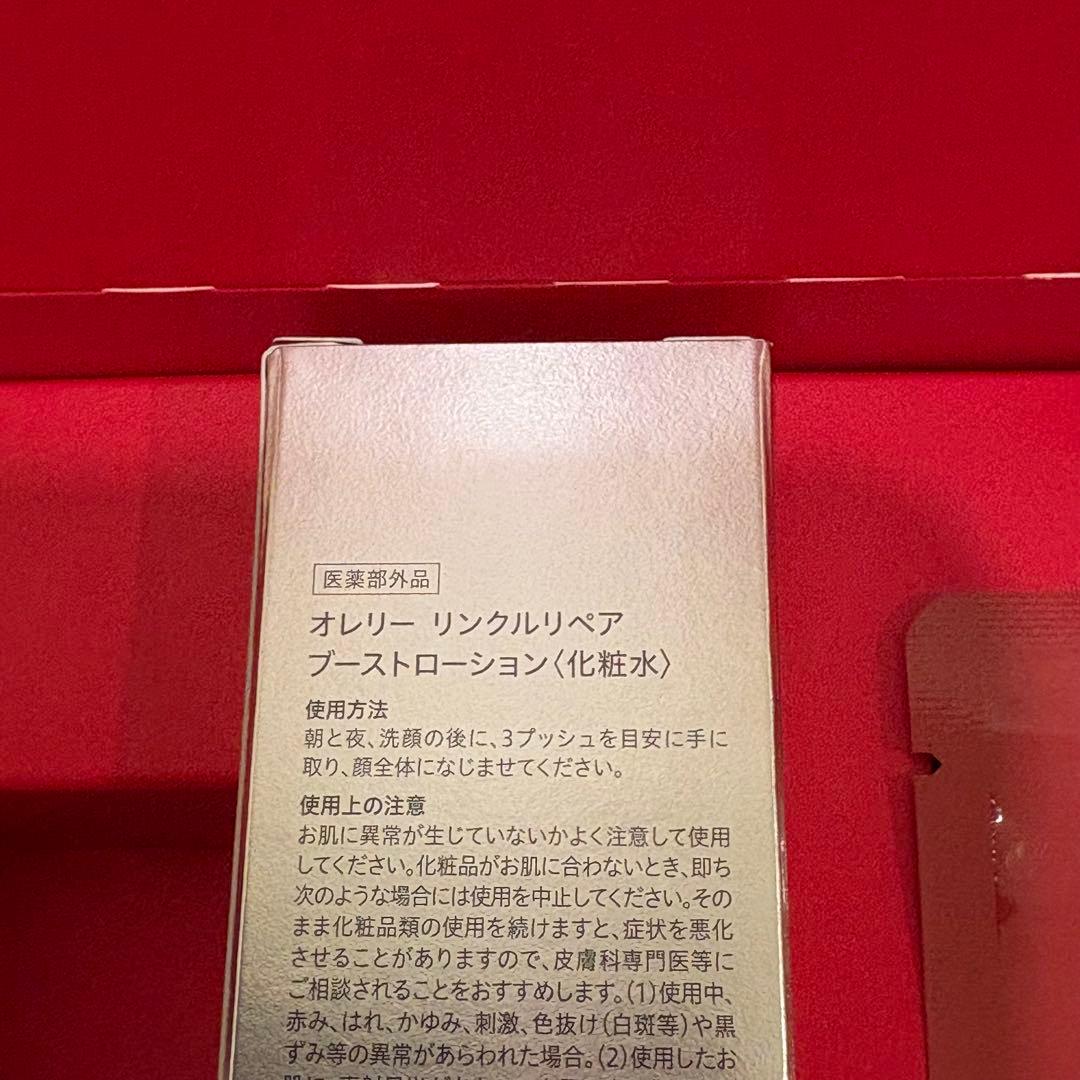 医薬部外品
オレリー リンクルリペア
ブーストローション〈化粧水〉
使用方法
朝と夜、洗顔の後に、3プッシュを目安に手に
取り、顔全体になじませてください。
使用上の注意
お肌に異常が生じていないかよく注意して使用
してください。化粧品がお肌に合わないとき、即ち
次のような場合には使用を中止してください。その
まま化粧品類の使用を続けますと、症状を悪化
させることがありますので、皮膚科専門医等に
ご相談されることをおすすめします。(1)使用中、
赤み、はれ、かゆみ、刺激、色抜け(白斑等)や黒
ずみ等の異常があらわれた場合。(2)使用したお